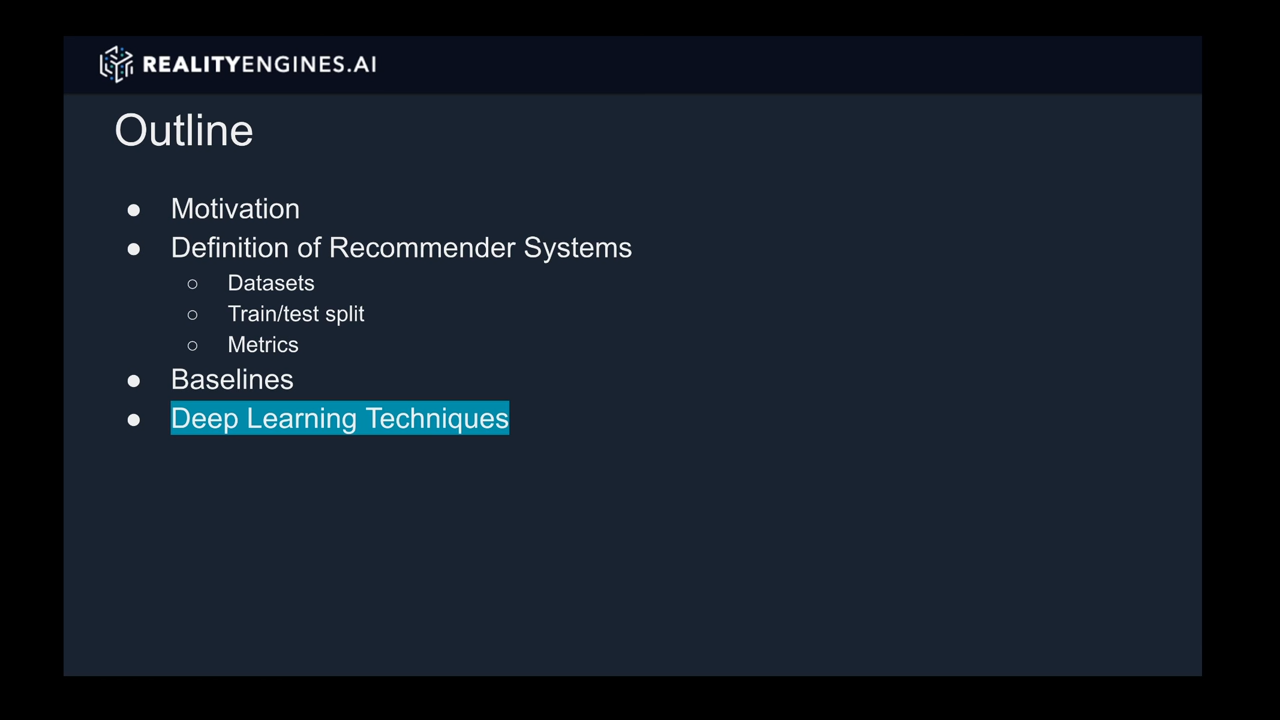 REALITYENGINES.AI
Outline
● Motivation
● Definition of Recommender Systems
○ Datasets
○ Train/test split
○ Metrics
● Baselines
● Deep Learning Techniques